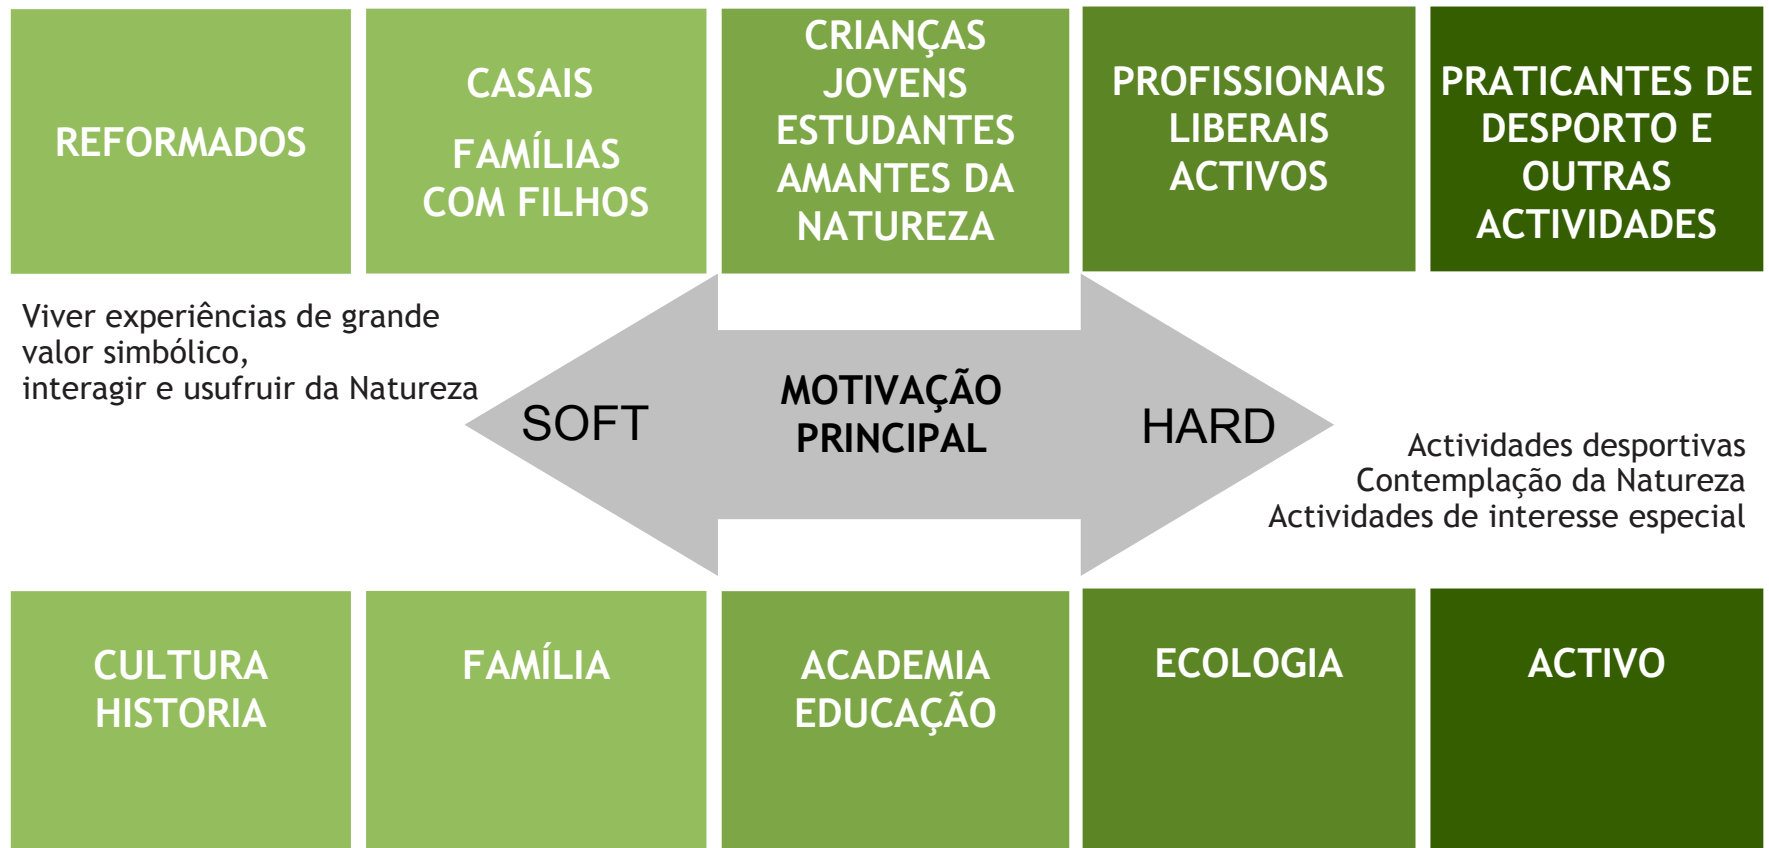 REFORMADOS
CASAIS
FAMÍLIAS
COM FILHOS
CRIANÇAS
JOVENS
ESTUDANTES
AMANTES DA
NATUREZA
PROFISSIONAIS
LIBERAIS
ACTIVOS
PRATICANTES DE
DESPORTO E
OUTRAS
ACTIVIDADES
Viver experiências de grande
valor simbólico,
interagir e usufruir da Natureza
SOFT
MOTIVAÇÃO
PRINCIPAL
HARD
Actividades desportivas
Contemplação da Natureza
Actividades de interesse especial
CULTURA
HISTORIA
FAMÍLIA
ACADEMIA
EDUCAÇÃO
ECOLOGIA
ACTIVO